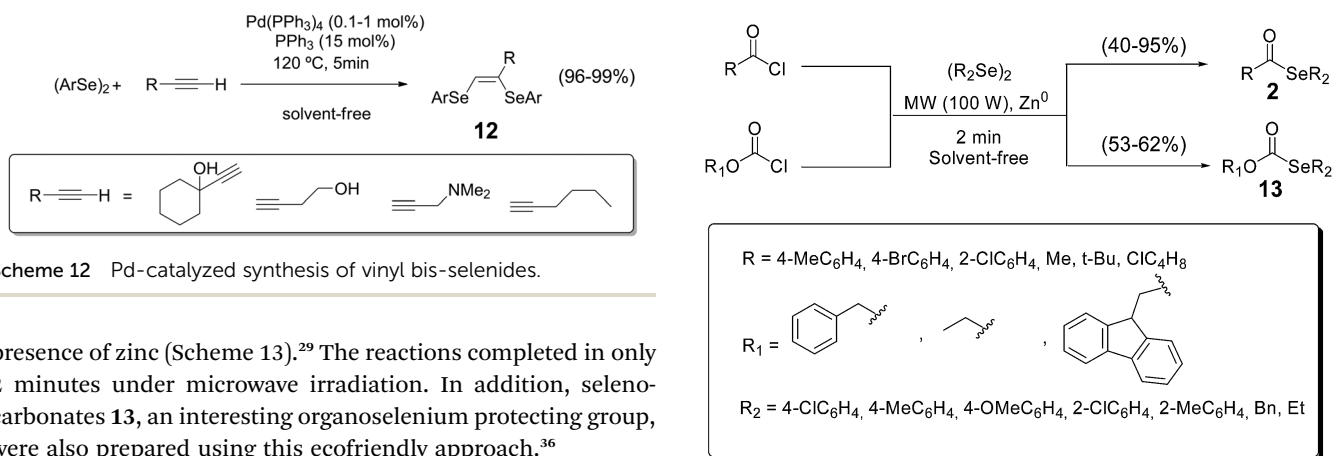 Pd(PPh3)4 (0.1-1 mol%)
PPh3 (15 mol%)
120 ºC, 5min
(ArSe)2 + R H
solvent-free
R
ArSe SeAr
(96-99%)
12
R H =
OH
OH
NMe2
Scheme 12 Pd-catalyzed synthesis of vinyl bis-selenides.
presence of zinc (Scheme 13).29 The reactions completed in only
2 minutes under microwave irradiation. In addition, seleno-
carbonates 13, an interesting organoselenium protecting group,
were also prepared using this ecofriendly approach.36
O
R Cl
O
R1O Cl
(R2Se)2
MW (100 W), Zn0
2 min
Solvent-free
(40-95%)
O
R SeR2
2
(53-62%)
O
R1O SeR2
13
R = 4-MeC6H4, 4-BrC6H4, 2-ClC6H4, Me, t-Bu, ClC4H8
R1 = , ,
R2 = 4-ClC6H4, 4-MeC6H4, 4-OMeC6H4, 2-ClC6H4, 2-MeC6H4, Bn, Et